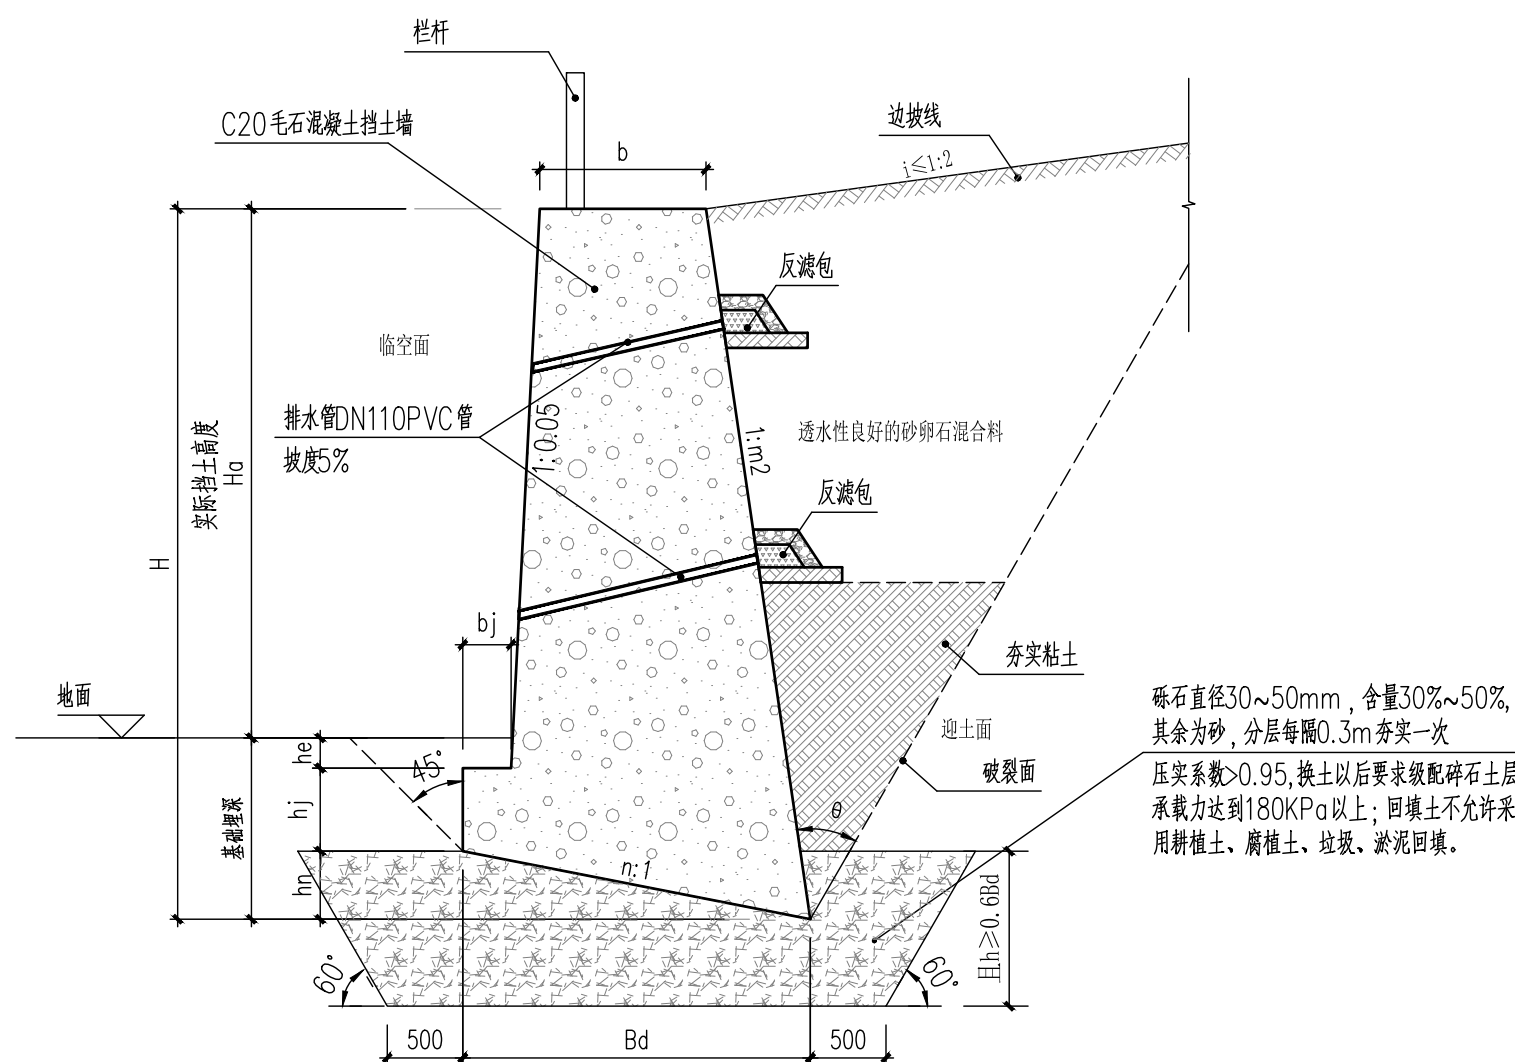 栏杆
C20毛石混凝土挡土墙
b
边坡线
i≤1:2
反滤包
临空面
排水管DN110PVC管
坡度5%
1:0.05
1:m2
透水性良好的砂卵石混合料
反滤包
实际挡土高度
Ha
H
bj
夯实粘土
地面
迎土面
破裂面
砾石直径30~50mm，含量30%~50%，
其余为砂，分层每隔0.3m夯实一次
压实系数>0.95,换土以后要求级配碎石土层
承载力达到180KPa以上；回填土不允许采
用耕植土、腐植土、垃圾、淤泥回填。
he
45°
hj
基础埋深
θ
hn
n:1
且h≥0.6Bd
60°
60°
500
Bd
500